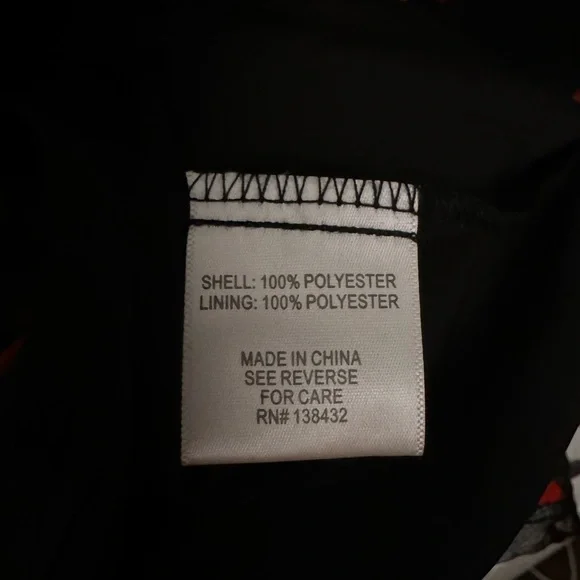 SHELL: 100% POLYESTER
LINING: 100% POLYESTER
MADE IN CHINA
SEE REVERSE
FOR CARE
RN# 138432